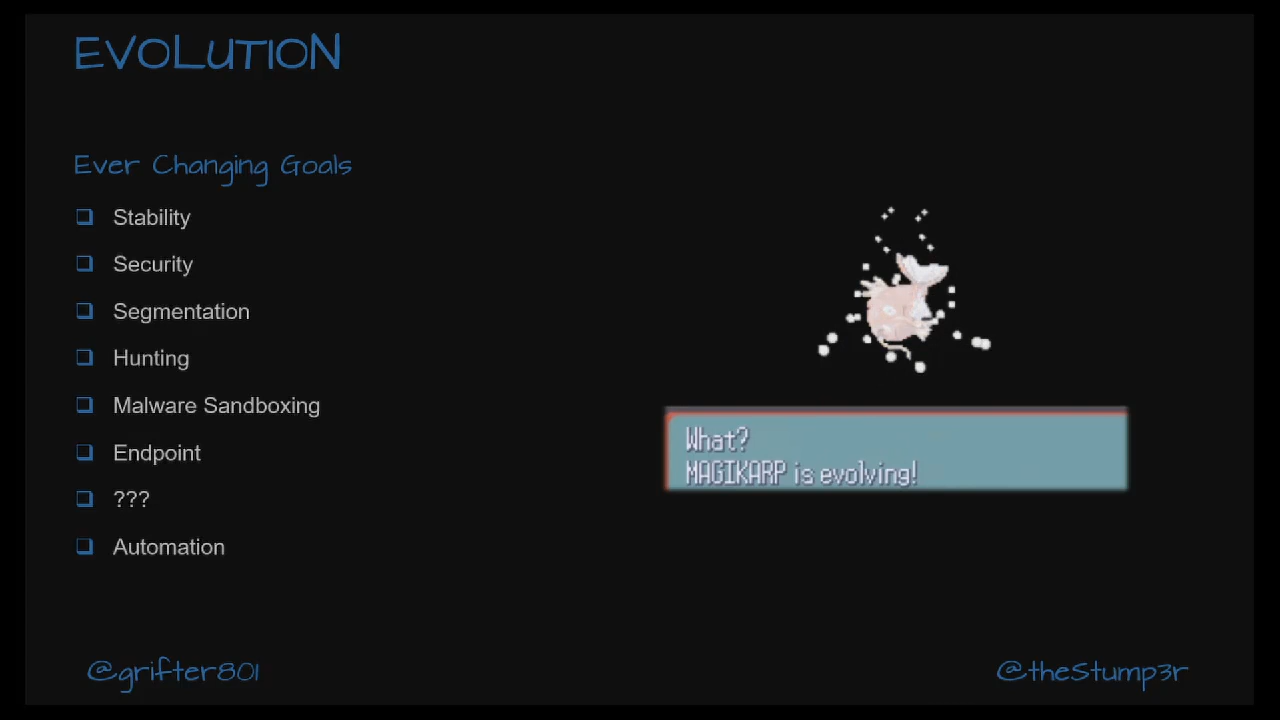 EVOLUTION
Ever Changing Goals
Stability
Security
Segmentation
Hunting
Malware Sandboxing
Endpoint
???
Automation
What?
MAGIKARP is evolving!
@grifter801
@theStump3r